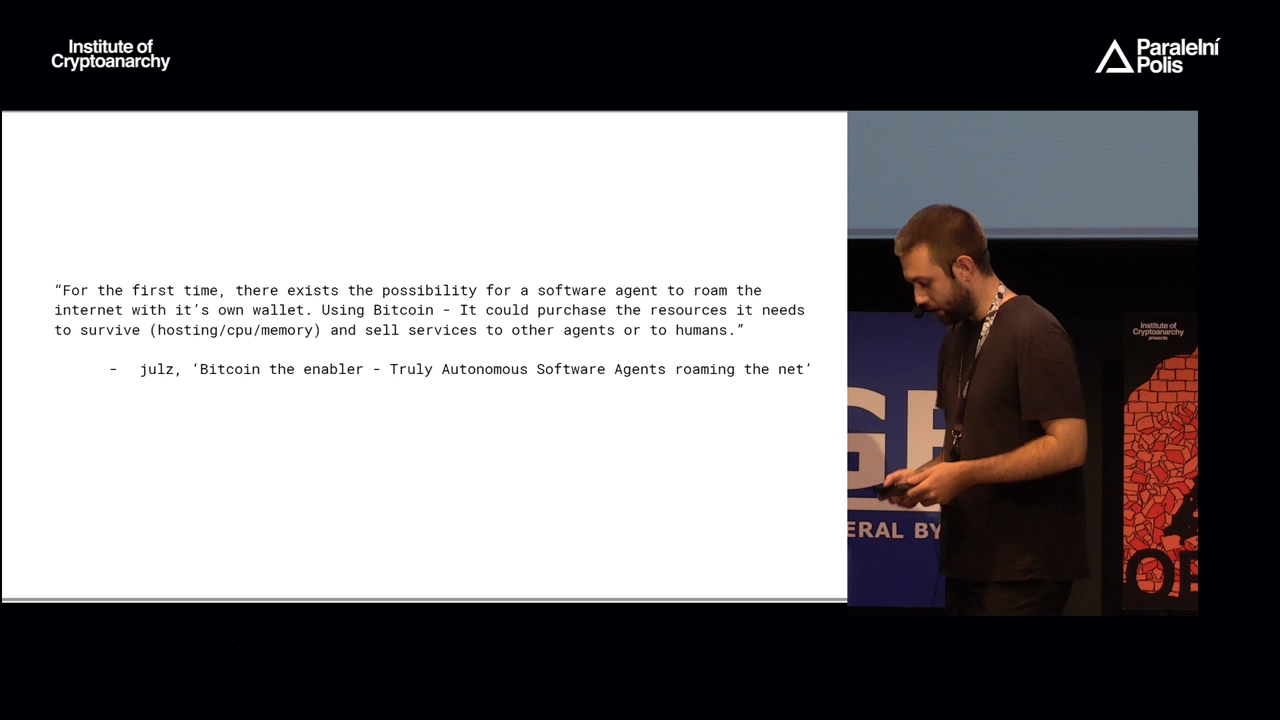 Institute of
Cryptoanarchy
Paralelní
Polis
“For the first time, there exists the possibility for a software agent to roam the
internet with it’s own wallet. Using Bitcoin - It could purchase the resources it needs
to survive (hosting/cpu/memory) and sell services to other agents or to humans.”
- julz, ‘Bitcoin the enabler - Truly Autonomous Software Agents roaming the net’
ERAL BY
Institute of
Cryptoanarchy
presents